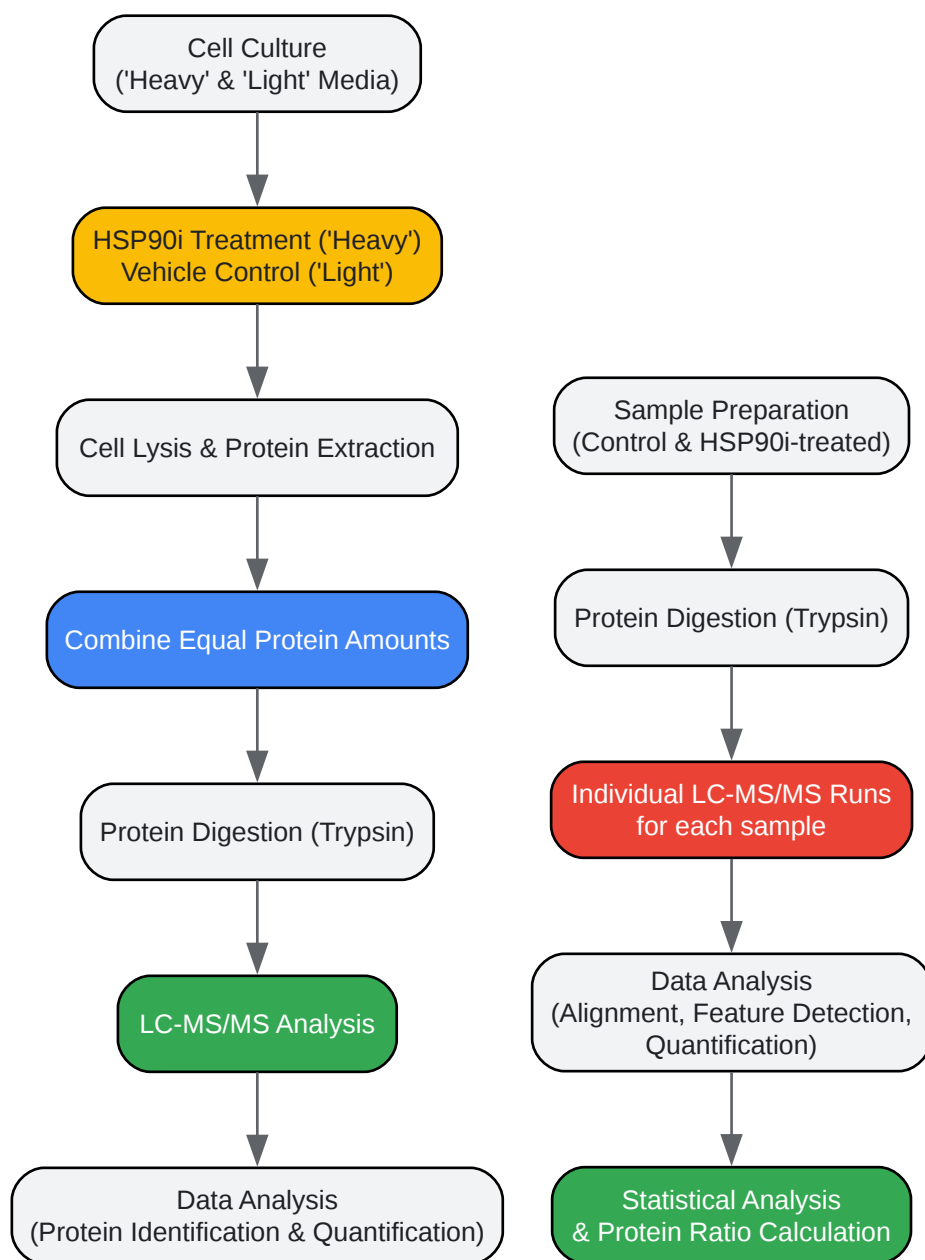 Cell Culture
('Heavy' & 'Light' Media)
HSP90i Treatment ('Heavy')
Vehicle Control ('Light')
Cell Lysis & Protein Extraction
Combine Equal Protein Amounts
Protein Digestion (Trypsin)
LC-MS/MS Analysis
Data Analysis
(Protein Identification & Quantification)
Sample Preparation
(Control & HSP90i-treated)
Protein Digestion (Trypsin)
Individual LC-MS/MS Runs
for each sample
Data Analysis
(Alignment, Feature Detection,
Quantification)
Statistical Analysis
& Protein Ratio Calculation